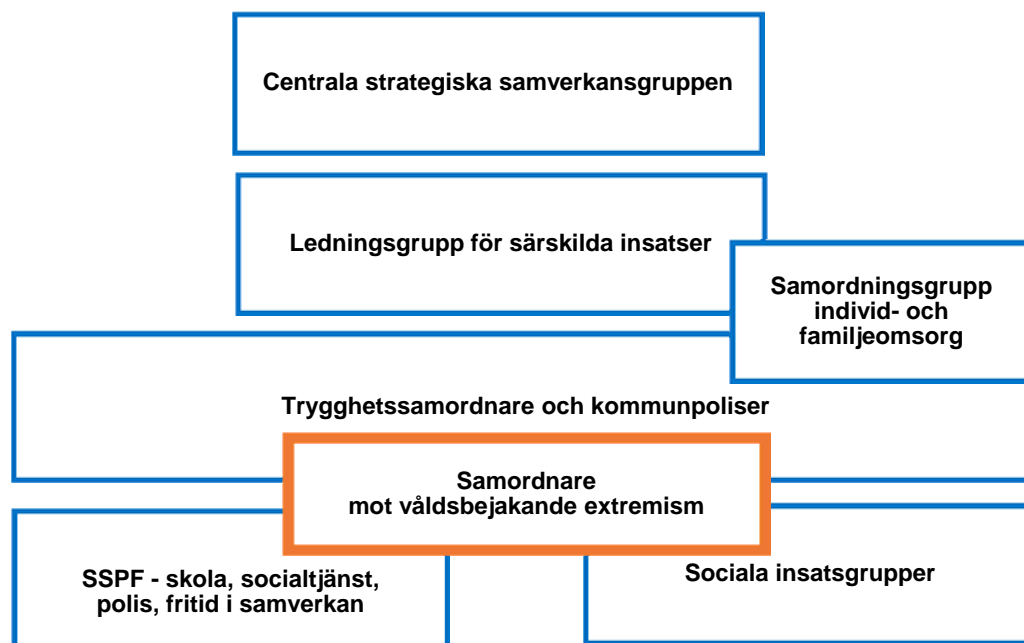 Centrala strategiska samverkansgruppen
Ledningsgrupp för särskilda insatser
Samordningsgrupp
individ- och
familjeomsorg
Trygghetssamordnare och kommunpoliser
Samordnare
mot våldsbejakande extremism
SSPF - skola, socialtjänst,
polis, fritid i samverkan
Sociala insatsgrupper